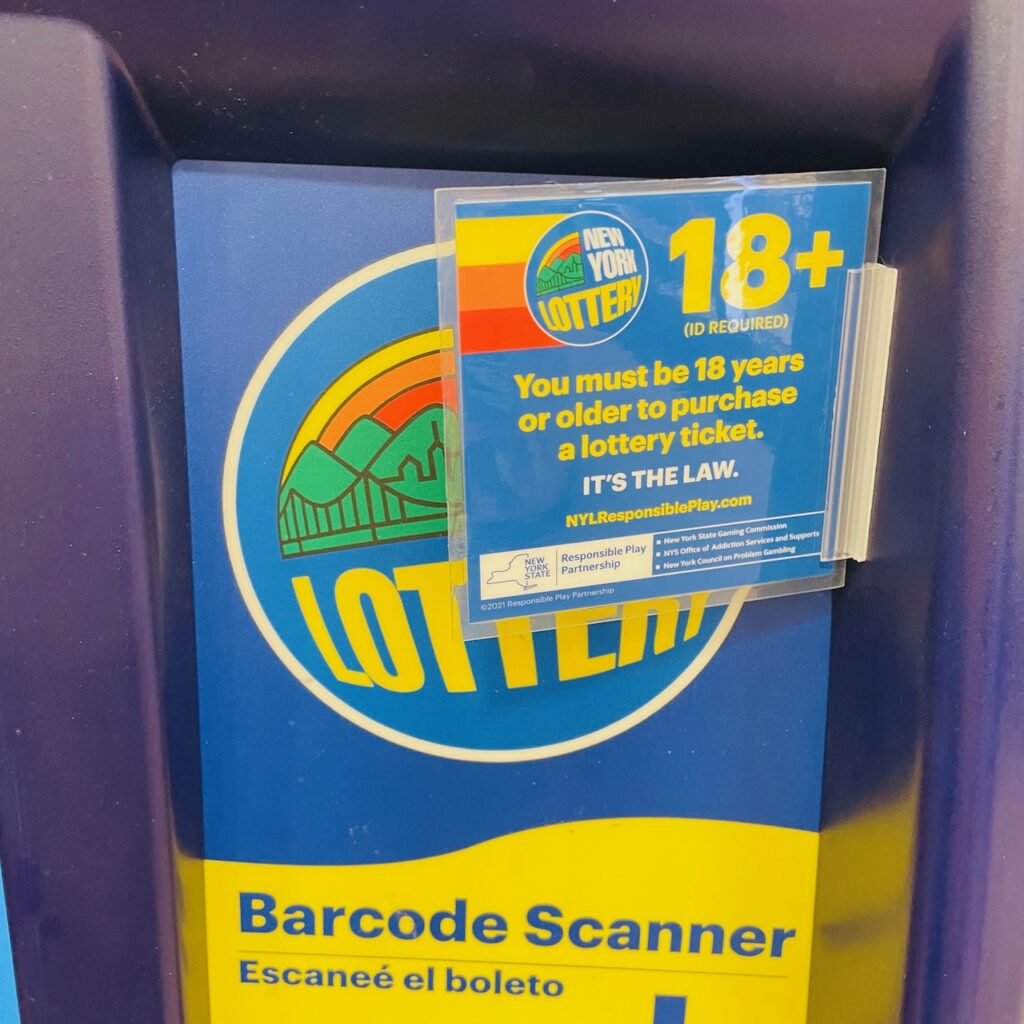 NEW
YORK
LOTTERY
18+
(ID REQUIRED)
You must be 18 years
or older to purchase
a lottery ticket.
IT'S THE LAW.
NYLResponsiblePlay.com
NEW
YORK
STATE
Responsible Play
Partnership
• New York State Gaming Commission
• NYS Office of Addiction Services and Supports
• New York Council on Problem Gambling
©2021 Responsible Play Partnership
LOTTERY
Barcode Scanner
Escaneé el boleto